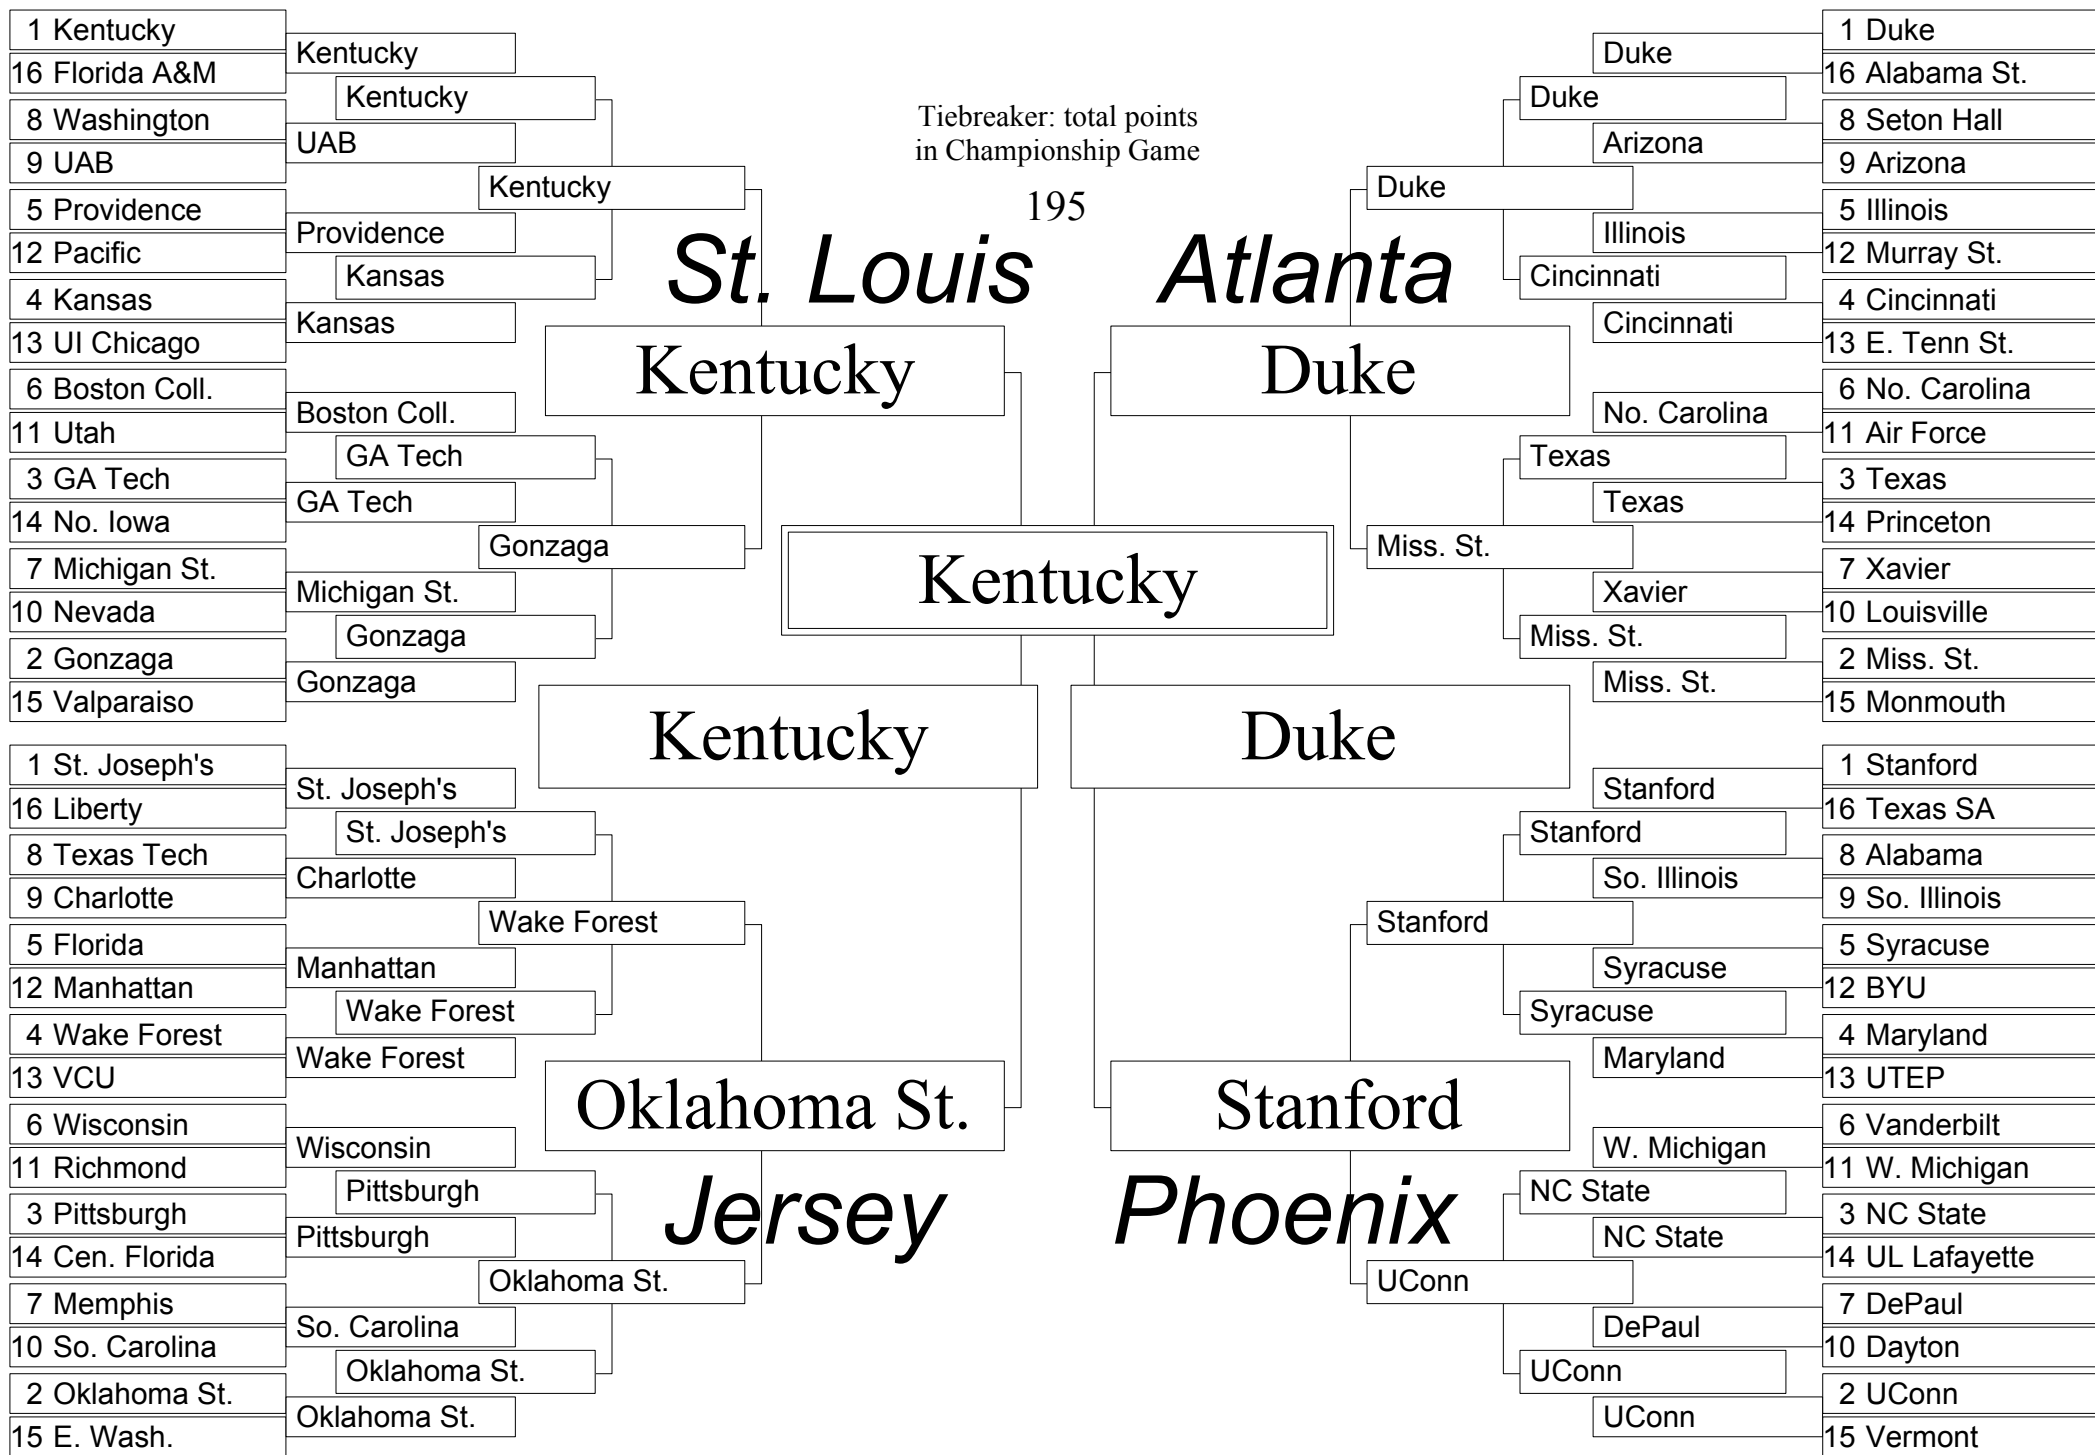 1 Kentucky
16 Florida A&M
8 Washington
9 UAB
5 Providence
12 Pacific
4 Kansas
13 UI Chicago
6 Boston Coll.
11 Utah
3 GA Tech
14 No. Iowa
7 Michigan St.
10 Nevada
2 Gonzaga
15 Valparaiso
Kentucky
UAB
Providence
Kansas
Boston Coll.
GA Tech
Michigan St.
Gonzaga
Kentucky
Kansas
GA Tech
Gonzaga
Kentucky
Gonzaga
St. Louis
Kentucky
1 St. Joseph's
16 Liberty
8 Texas Tech
9 Charlotte
5 Florida
12 Manhattan
4 Wake Forest
13 VCU
6 Wisconsin
11 Richmond
3 Pittsburgh
14 Cen. Florida
7 Memphis
10 So. Carolina
2 Oklahoma St.
15 E. Wash.
St. Joseph's
Charlotte
Manhattan
Wake Forest
Wisconsin
Pittsburgh
So. Carolina
Oklahoma St.
St. Joseph's
Wake Forest
Pittsburgh
Oklahoma St.
Wake Forest
Oklahoma St.
Oklahoma St.
Jersey
Tiebreaker: total points
in Championship Game
195
Kentucky
Kentucky
Duke
Atlanta
Duke
Duke
Miss. St.
Duke
Cincinnati
Texas
Miss. St.
Duke
Arizona
Illinois
Cincinnati
No. Carolina
Texas
Xavier
Miss. St.
1 Duke
16 Alabama St.
8 Seton Hall
9 Arizona
5 Illinois
12 Murray St.
4 Cincinnati
13 E. Tenn St.
6 No. Carolina
11 Air Force
3 Texas
14 Princeton
7 Xavier
10 Louisville
2 Miss. St.
15 Monmouth
Stanford
Phoenix
Stanford
UConn
Stanford
Syracuse
NC State
UConn
Stanford
So. Illinois
Syracuse
Maryland
W. Michigan
NC State
DePaul
UConn
1 Stanford
16 Texas SA
8 Alabama
9 So. Illinois
5 Syracuse
12 BYU
4 Maryland
13 UTEP
6 Vanderbilt
11 W. Michigan
3 NC State
14 UL Lafayette
7 DePaul
10 Dayton
2 UConn
15 Vermont